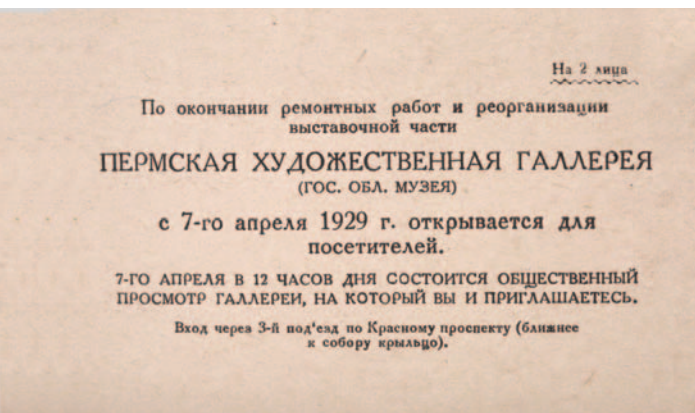 На 2 лица
По окончании ремонтных работ и реорганизации
выставочной части
ПЕРМСКАЯ ХУДОЖЕСТВЕННАЯ ГАЛЛЕРЕЯ
(ГОС. ОБЛ. МУЗЕЯ)
с 7-го апреля 1929 г. открывается для
посетителей.
7-ГО АПРЕЛЯ В 12 ЧАСОВ ДНЯ СОСТОИТСЯ ОБЩЕСТВЕННЫЙ
ПРОСМОТР ГАЛЛЕРЕИ, НА КОТОРЫЙ ВЫ И ПРИГЛАШАЕТЕСЬ.
Вход через 3-й под‘езд по Красному проспекту (ближнее
к собору крыльцо).